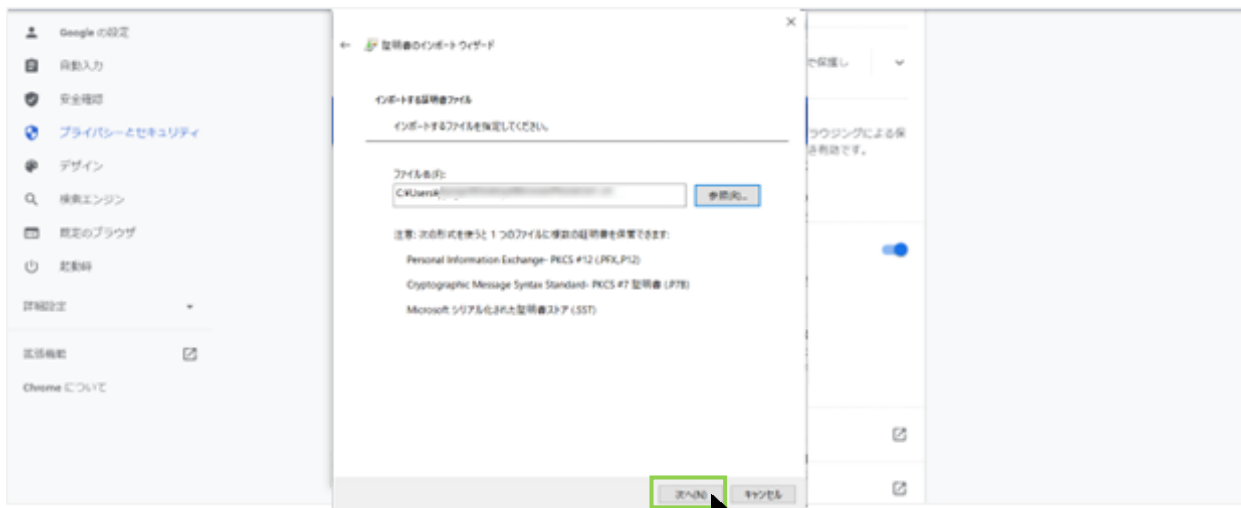 Google の設定
自動入力
安全確認
プライバシーとセキュリティ
デザイン
検索エンジン
既定のブラウザ
起動時
詳細設定
拡張機能
Chrome について
証明書のインポート ウィザード
インポートする証明書ファイル
インポートするファイルを指定してください。
ファイル名(F):
C:¥Users¥
参照(R)...
注意: 次の形式を使うと 1 つのファイルに複数の証明書を保管できます:
Personal Information Exchange- PKCS #12 (.PFX,.P12)
Cryptographic Message Syntax Standard- PKCS #7 証明書 (.P7B)
Microsoft シリアル化された証明書ストア (.SST)
次へ(N)
キャンセル
で保護し
ラウジングによる保
き有効です。